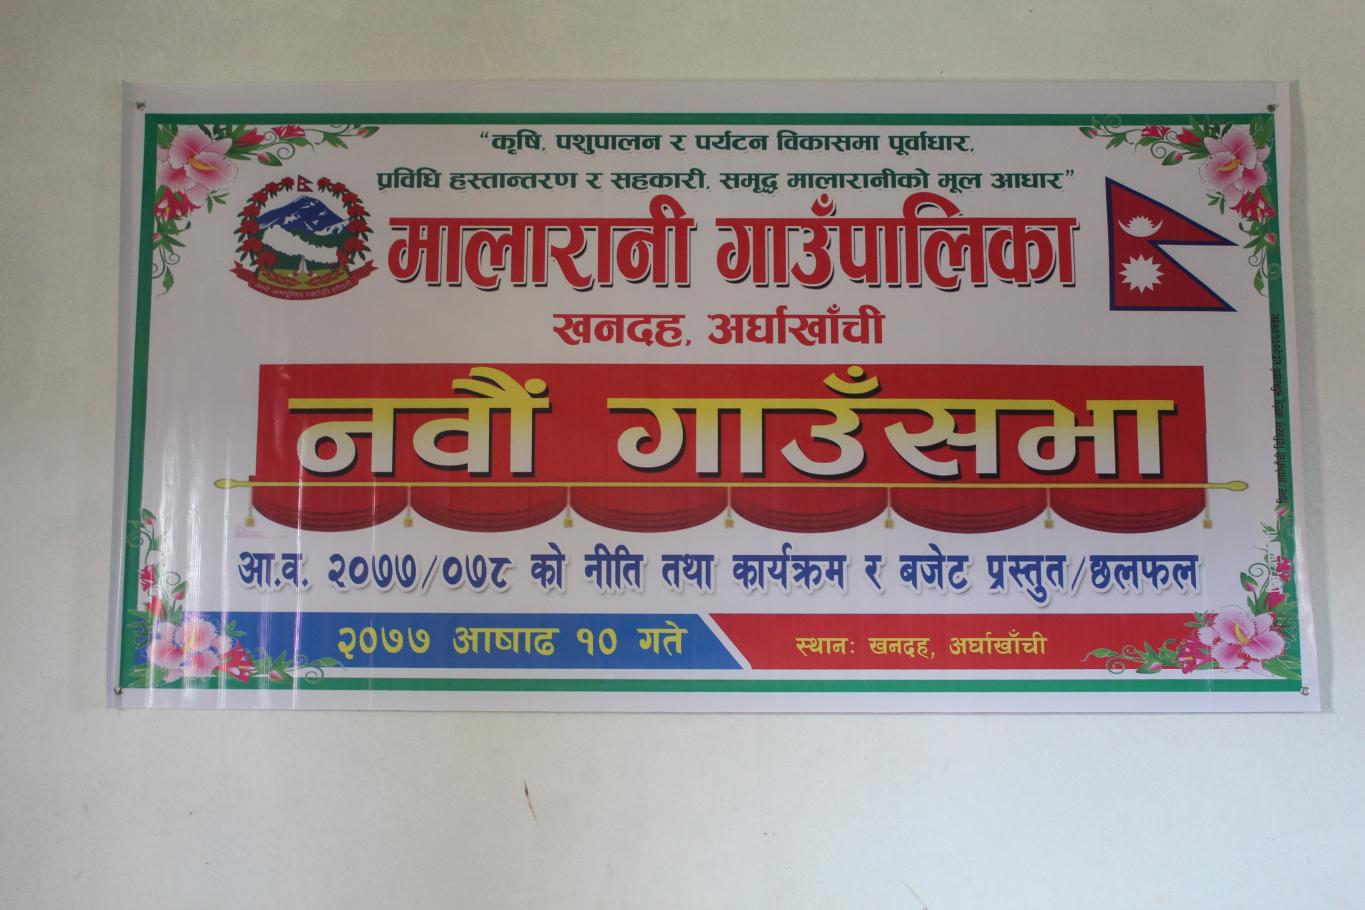 “कृषि, पशुपालन र पर्यटन विकासमा पूर्वाधार,
प्रविधि हस्तान्तरण र सहकारी, समृद्ध मालारानीको मूल आधार”
मालारानी गाउँपालिका
खनदह, अर्घाखाँची
नवौं गाउँसभा
आ.व. २०७७/०७८ को नीति तथा कार्यक्रम र बजेट प्रस्तुत/छलफल
२०७७ आषाढ १० गते
स्थानः खनदह, अर्घाखाँची